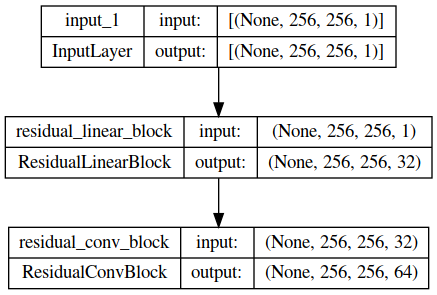 input_1 input: [(None, 256, 256, 1)]
InputLayer output: [(None, 256, 256, 1)]
residual_linear_block input: (None, 256, 256, 1)
ResidualLinearBlock output: (None, 256, 256, 32)
residual_conv_block input: (None, 256, 256, 32)
ResidualConvBlock output: (None, 256, 256, 64)